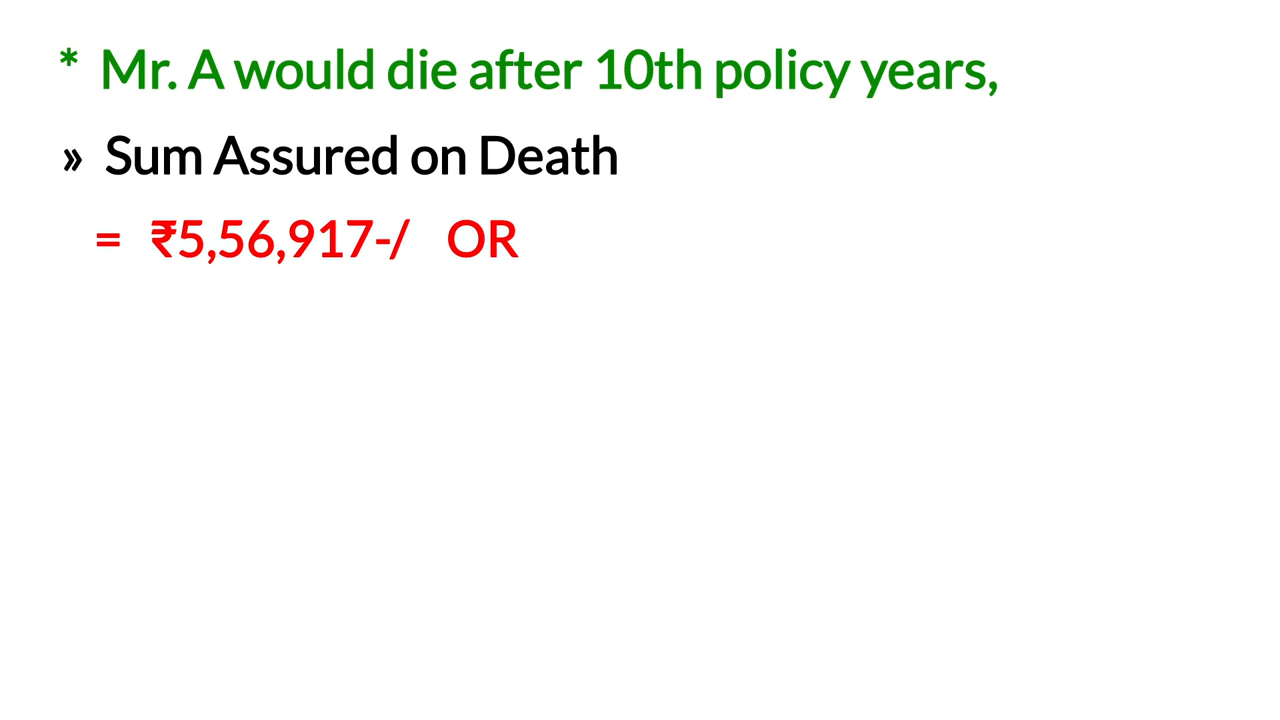 * Mr. A would die after 10th policy years,
» Sum Assured on Death
= ₹5,56,917-/ OR